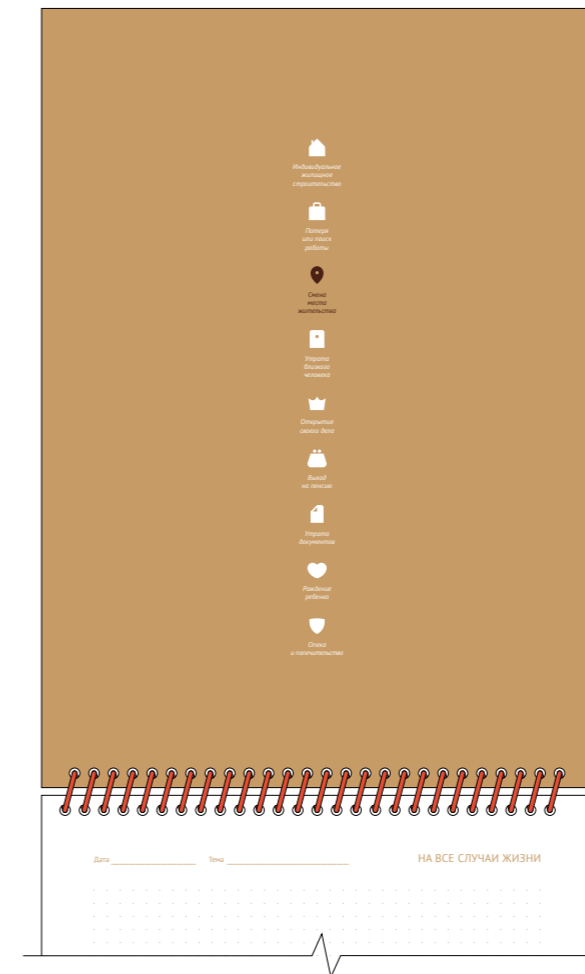 Индивидуальное
жилищное
строительство
Потеря
или поиск
работы
Смена
места
жительства
Утрата
близкого
человека
Открытие
своего дела
Выход
на пенсию
Утрата
документов
Рождение
ребенка
Опека
и попечительство
Дата Тема НА ВСЕ СЛУЧАИ ЖИЗНИ